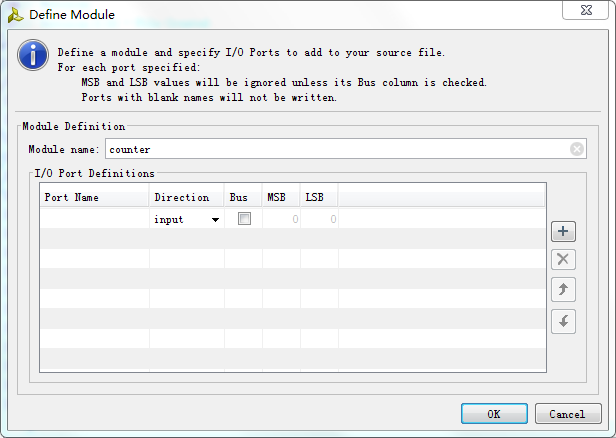 Define Module
Define a module and specify I/O Ports to add to your source file.
For each port specified:
MSB and LSB values will be ignored unless its Bus column is checked.
Ports with blank names will not be written.
Module Definition
Module name: counter
I/O Port Definitions
Port Name Direction Bus MSB LSB
input 0 0
OK Cancel